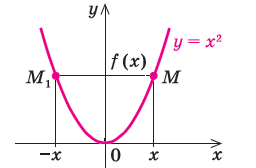 y
y = x²
f(x)
M₁ M
−x 0 x x